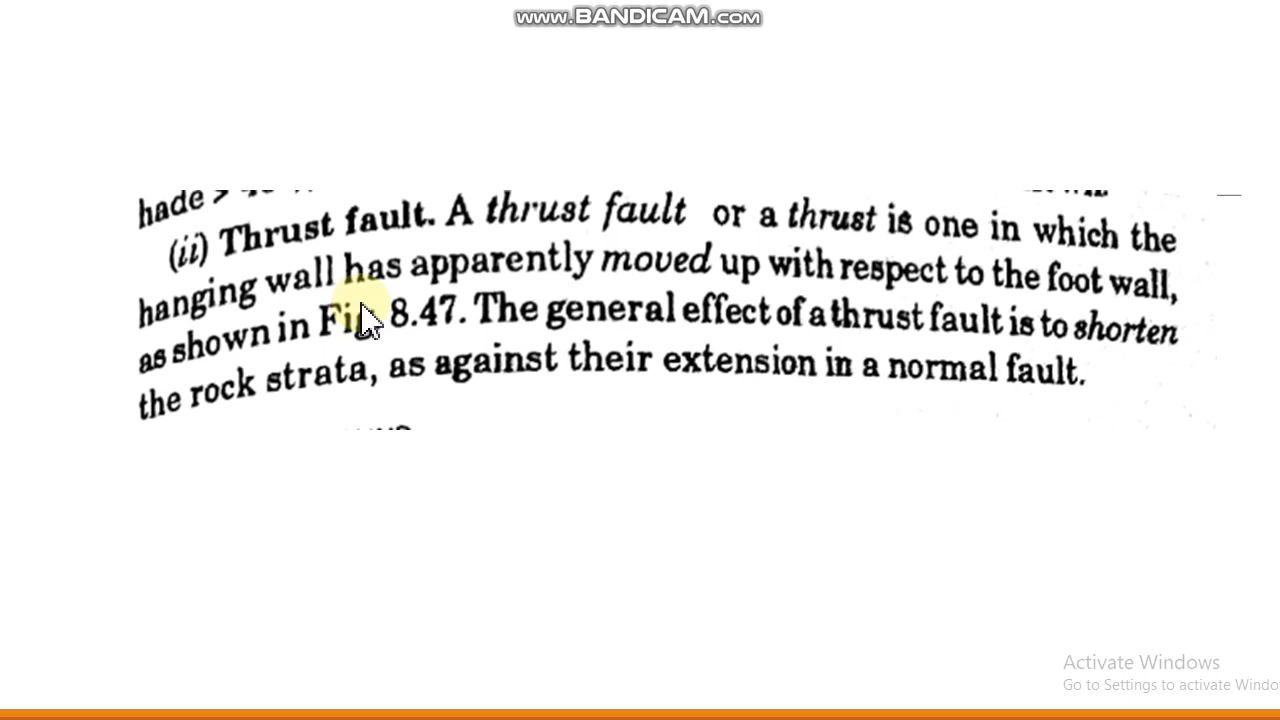 www.BANDICAM.com
hade >
(ii) Thrust fault. A thrust fault or a thrust is one in which the
hanging wall has apparently moved up with respect to the foot wall,
as shown in Fig. 8.47. The general effect of a thrust fault is to shorten
the rock strata, as against their extension in a normal fault.
Activate Windows
Go to Settings to activate Windo